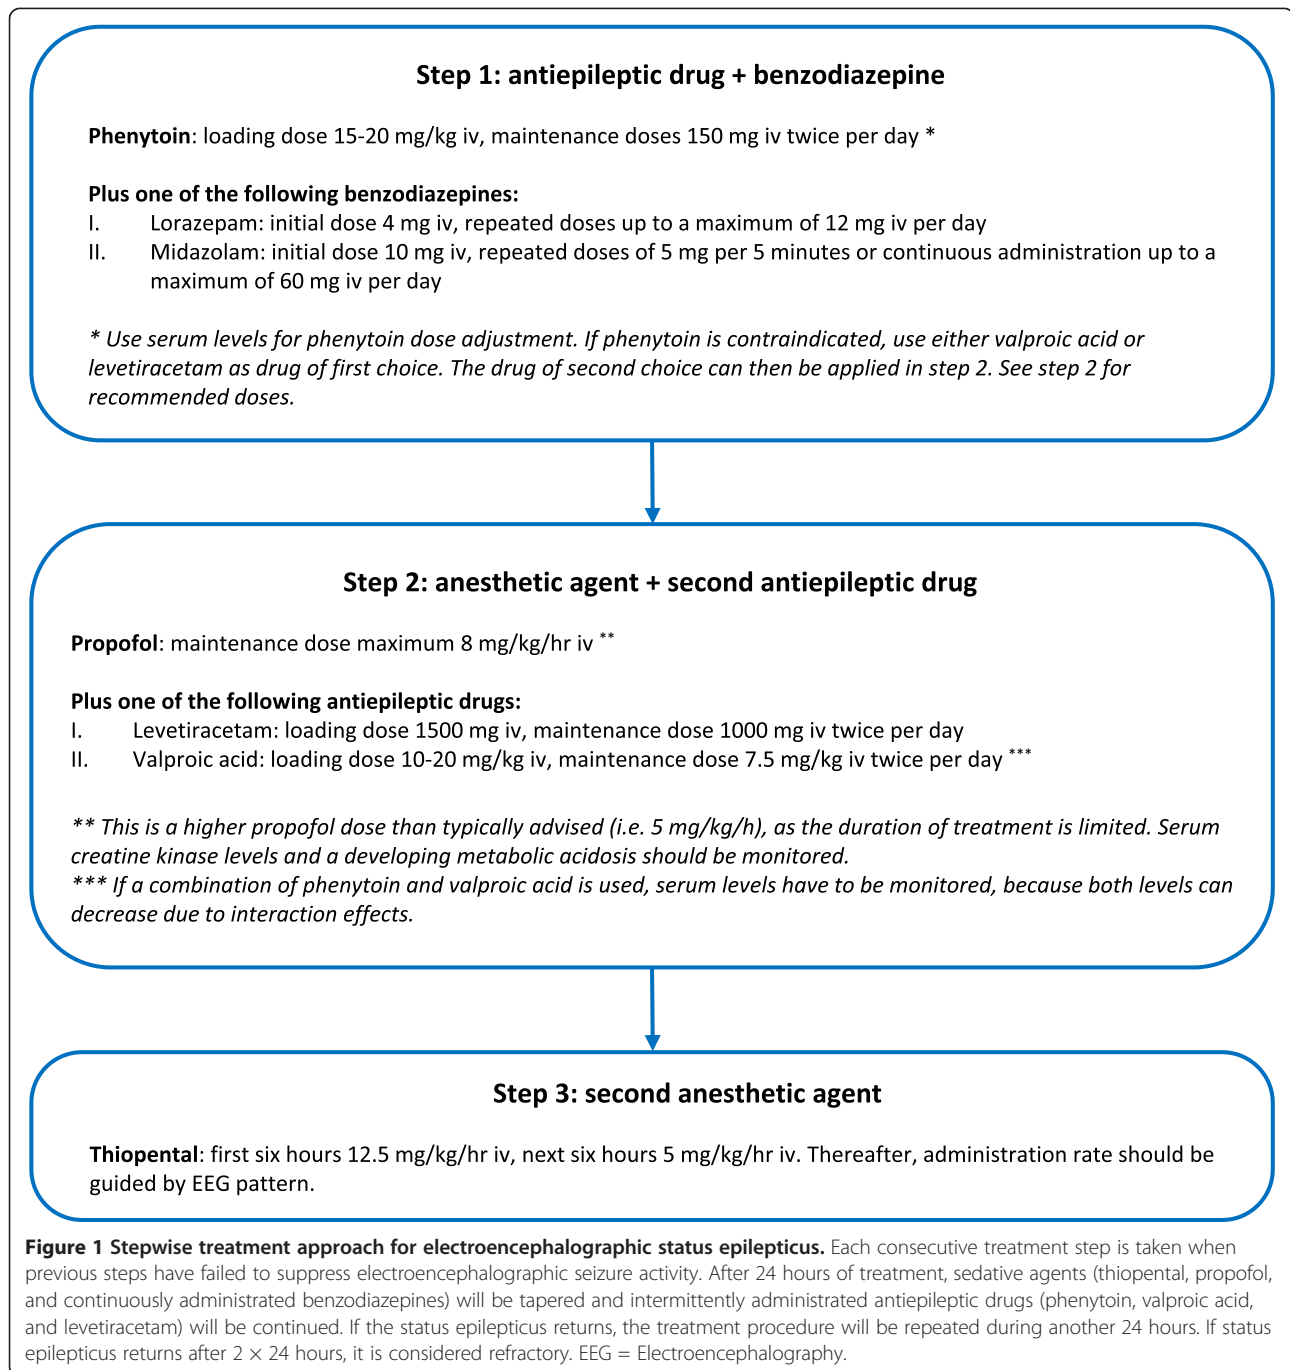 Step 1: antiepileptic drug + benzodiazepine
Phenytoin: loading dose 15-20 mg/kg iv, maintenance doses 150 mg iv twice per day *
Plus one of the following benzodiazepines:
I. Lorazepam: initial dose 4 mg iv, repeated doses up to a maximum of 12 mg iv per day
II. Midazolam: initial dose 10 mg iv, repeated doses of 5 mg per 5 minutes or continuous administration up to a
maximum of 60 mg iv per day
* Use serum levels for phenytoin dose adjustment. If phenytoin is contraindicated, use either valproic acid or
levetiracetam as drug of first choice. The drug of second choice can then be applied in step 2. See step 2 for
recommended doses.
Step 2: anesthetic agent + second antiepileptic drug
Propofol: maintenance dose maximum 8 mg/kg/hr iv **
Plus one of the following antiepileptic drugs:
I. Levetiracetam: loading dose 1500 mg iv, maintenance dose 1000 mg iv twice per day
II. Valproic acid: loading dose 10-20 mg/kg iv, maintenance dose 7.5 mg/kg iv twice per day ***
** This is a higher propofol dose than typically advised (i.e. 5 mg/kg/h), as the duration of treatment is limited. Serum
creatine kinase levels and a developing metabolic acidosis should be monitored.
*** If a combination of phenytoin and valproic acid is used, serum levels have to be monitored, because both levels can
decrease due to interaction effects.
Step 3: second anesthetic agent
Thiopental: first six hours 12.5 mg/kg/hr iv, next six hours 5 mg/kg/hr iv. Thereafter, administration rate should be
guided by EEG pattern.
Figure 1 Stepwise treatment approach for electroencephalographic status epilepticus. Each consecutive treatment step is taken when
previous steps have failed to suppress electroencephalographic seizure activity. After 24 hours of treatment, sedative agents (thiopental, propofol,
and continuously administrated benzodiazepines) will be tapered and intermittently administrated antiepileptic drugs (phenytoin, valproic acid,
and levetiracetam) will be continued. If the status epilepticus returns, the treatment procedure will be repeated during another 24 hours. If status
epilepticus returns after 2 × 24 hours, it is considered refractory. EEG = Electroencephalography.